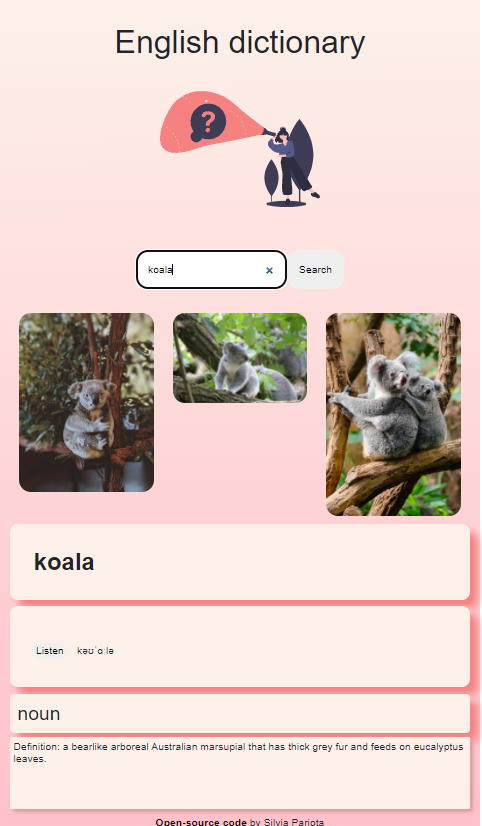 English dictionary
?
koala ×
Search
koala
Listen kəʊˈɑːlə
noun
Definition: a bearlike arboreal Australian marsupial that has thick grey fur and feeds on eucalyptus
leaves.
Open-source code by Silvia Pariota